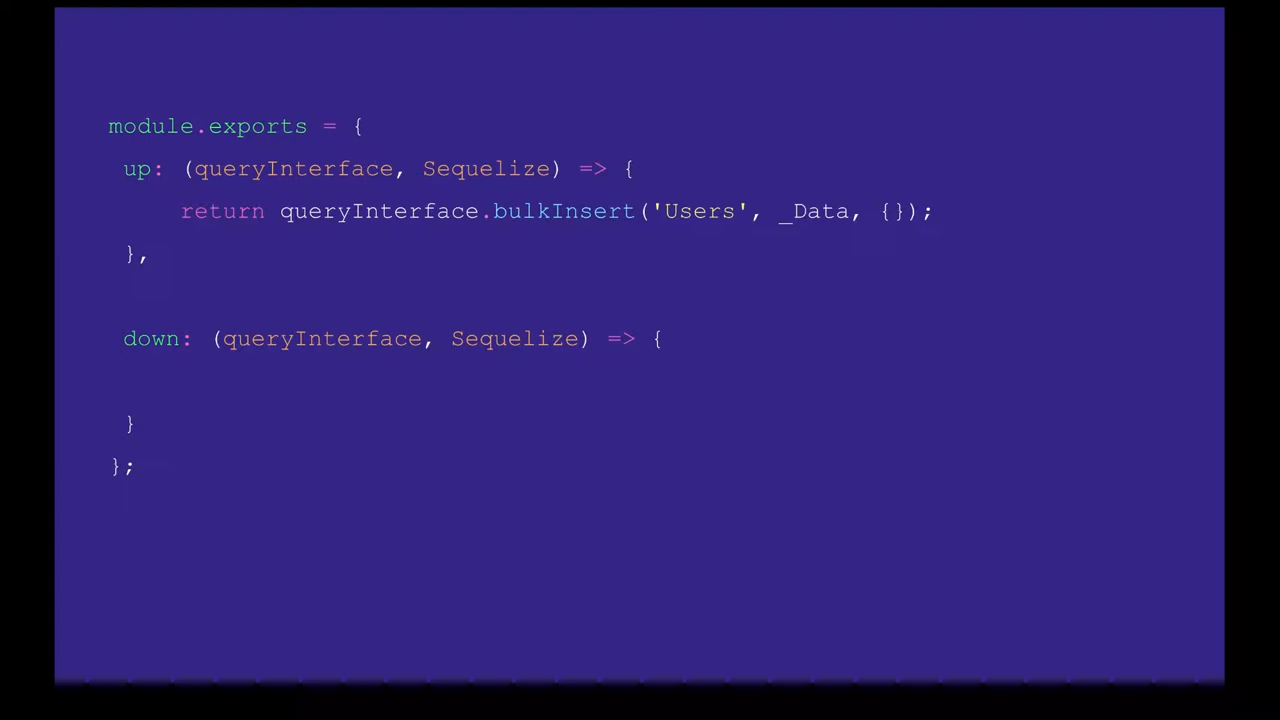 module.exports = {
up: (queryInterface, Sequelize) => {
return queryInterface.bulkInsert('Users', _Data, {});
},
down: (queryInterface, Sequelize) => {
}
};